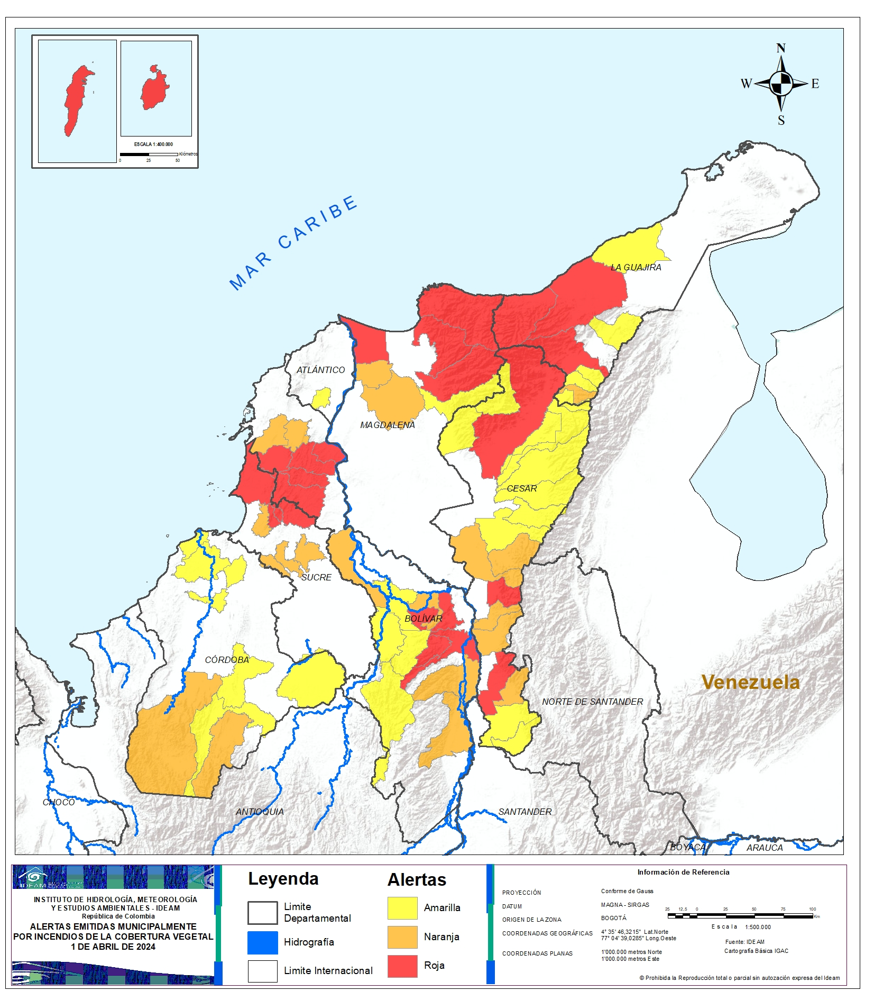 ESCALA 1:400.000
Kilómetros
0 25 50
N
W E
S
MAR CARIBE
LA GUAJIRA
ATLÁNTICO
MAGDALENA
CESAR
SUCRE
BOLÍVAR
CÓRDOBA
Venezuela
NORTE DE SANTANDER
CHOCÓ
ANTIOQUIA
SANTANDER
BOYACÁ
ARAUCA
IDEAM
INSTITUTO DE HIDROLOGÍA, METEOROLOGÍA
Y ESTUDIOS AMBIENTALES - IDEAM
República de Colombia
ALERTAS EMITIDAS MUNICIPALMENTE
POR INCENDIOS DE LA COBERTURA VEGETAL
1 DE ABRIL DE 2024
Leyenda
Limite
Departamental
Hidrografía
Limite Internacional
Alertas
Amarilla
Naranja
Roja
Información de Referencia
PROYECCIÓN Conforme de Gauss
DATUM MAGNA - SIRGAS
ORIGEN DE LA ZONA BOGOTÁ
COORDENADAS GEOGRÁFICAS 4° 35' 46,3215" Lat.Norte
77° 04' 39,0285" Long.Oeste
COORDENADAS PLANAS 1'000.000 metros Norte
1'000.000 metros Este
25 12,5 0 25 50 75 100
Km
Escala 1:500.000
Fuente: IDEAM
Cartografía Básica IGAC
© Prohibida la Reproducción total o parcial sin autozación expresa del Ideam